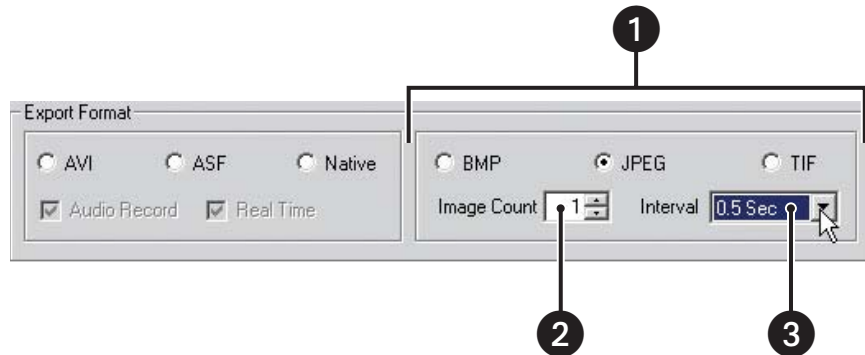 1
Export Format
AVI ASF Native BMP JPEG TIF
Audio Record Real Time Image Count 1 Interval 0.5 Sec
2 3